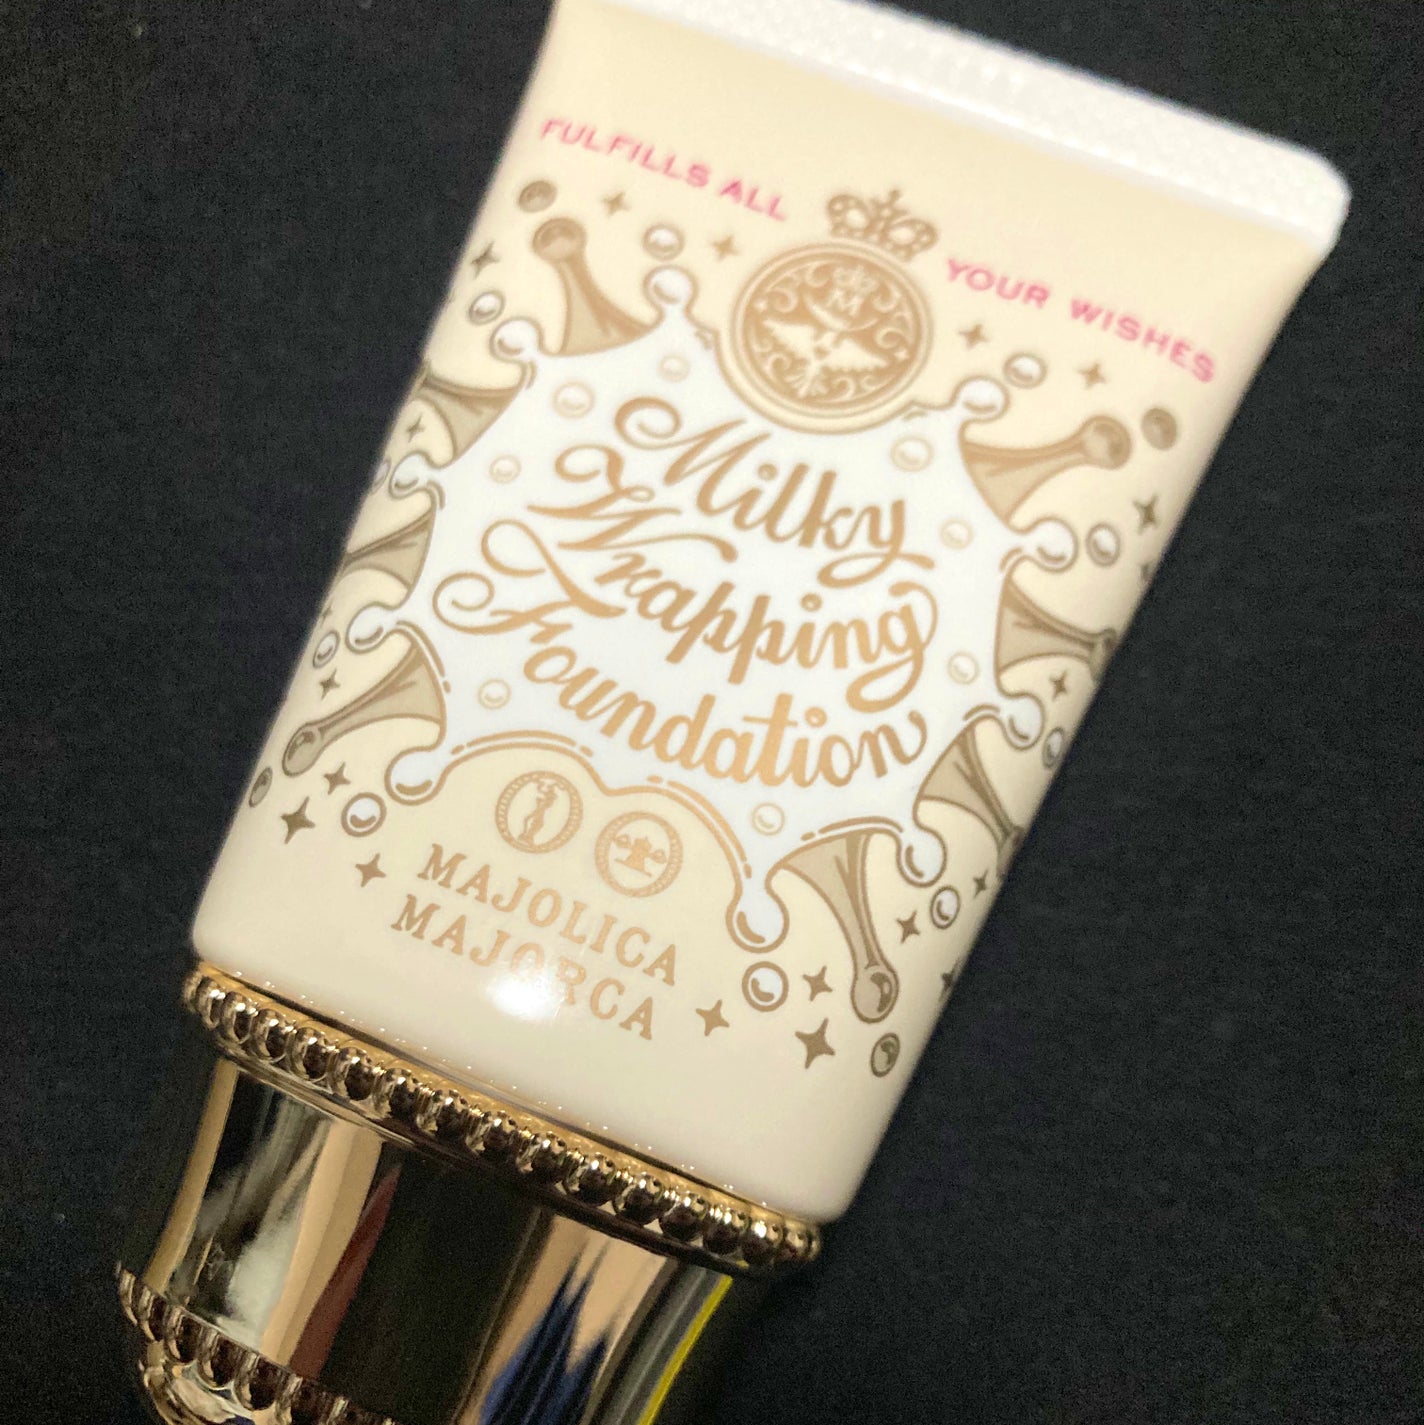 FULFILLS ALL YOUR WISHES
M
Milky
Wrapping
Foundation
MAJOLICA
MAJORCA